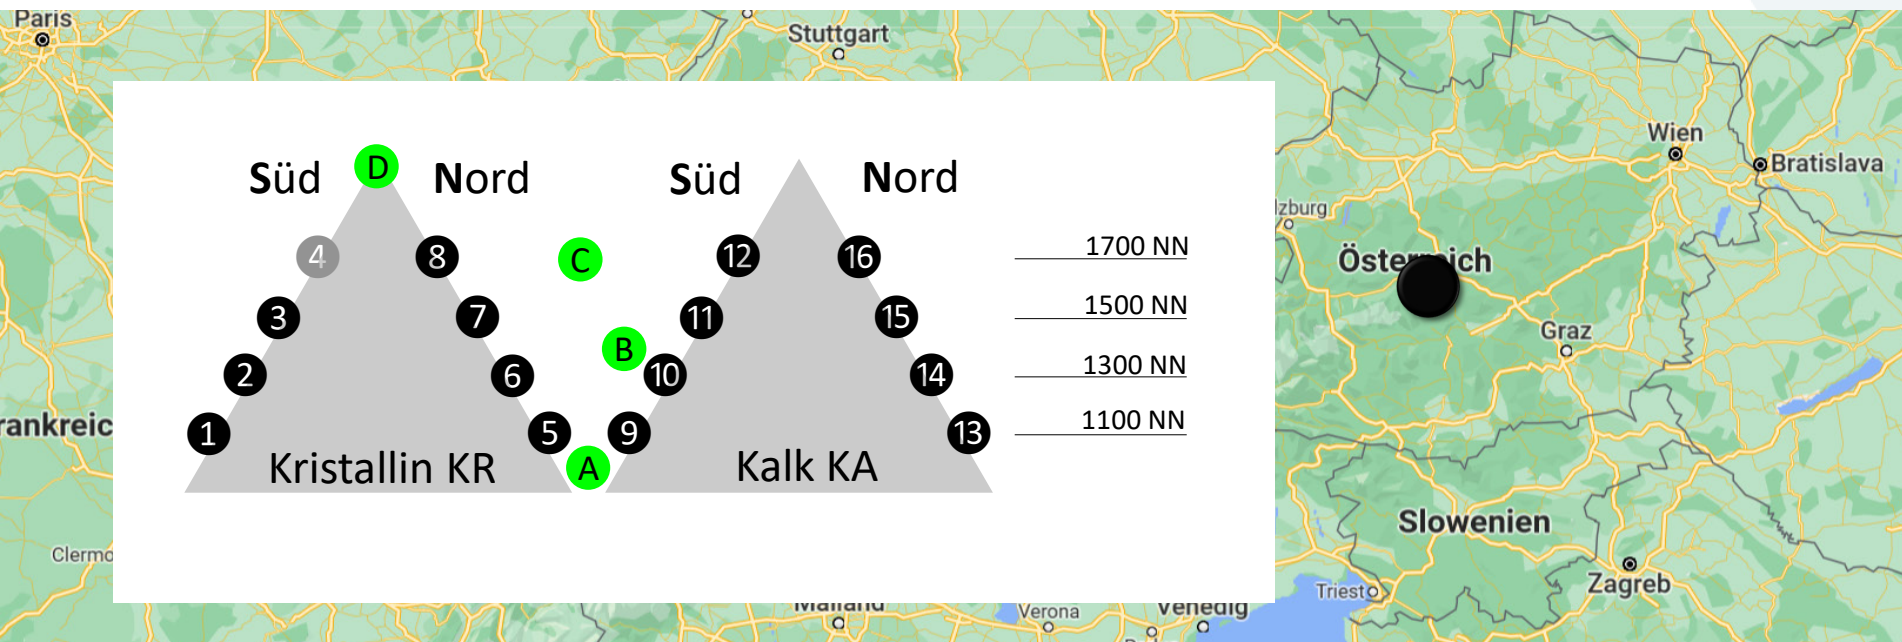 Paris
Stuttgart
Wien
Bratislava
lzburg
Österreich
Graz
rankreic
Clermo
Slowenien
Zagreb
Triest
Mailand
Verona
Venedig
Süd
D
Nord
Süd
Nord
4
8
C
12
16
1700 NN
3
7
11
15
1500 NN
B
2
6
10
14
1300 NN
1
5
9
13
1100 NN
A
Kristallin KR
Kalk KA